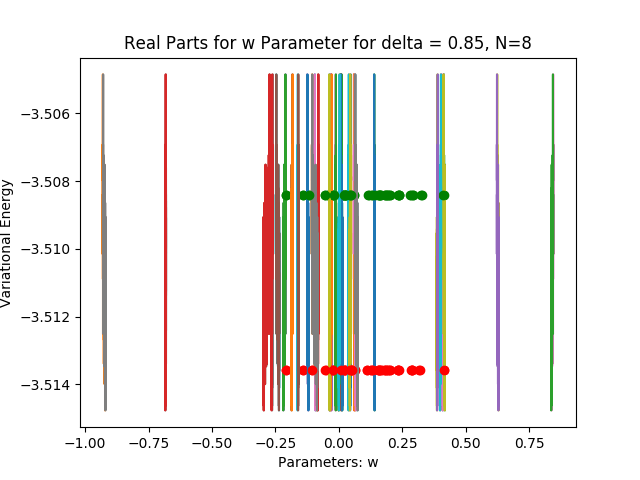 Real Parts for w Parameter for delta = 0.85, N=8
Variational Energy
−3.506
−3.508
−3.510
−3.512
−3.514
−1.00 −0.75 −0.50 −0.25 0.00 0.25 0.50 0.75
Parameters: w